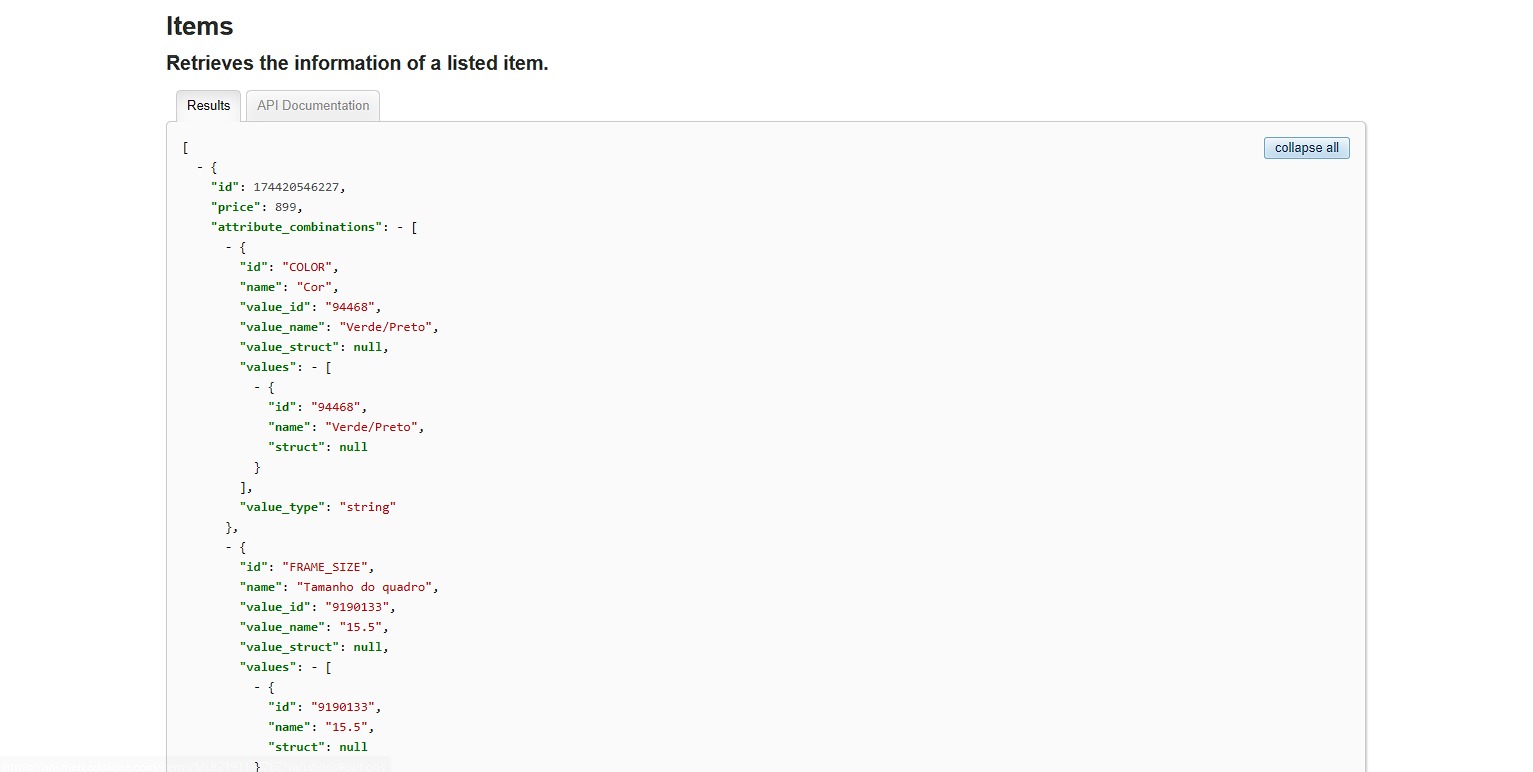 Items
Retrieves the information of a listed item.
Results API Documentation
[ collapse all
- {
"id": 174420546227,
"price": 899,
"attribute_combinations": - [
- {
"id": "COLOR",
"name": "Cor",
"value_id": "94468",
"value_name": "Verde/Preto",
"value_struct": null,
"values": - [
- {
"id": "94468",
"name": "Verde/Preto",
"struct": null
}
],
"value_type": "string"
},
- {
"id": "FRAME_SIZE",
"name": "Tamanho do quadro",
"value_id": "9190133",
"value_name": "15.5",
"value_struct": null,
"values": - [
- {
"id": "9190133",
"name": "15.5",
"struct": null
}